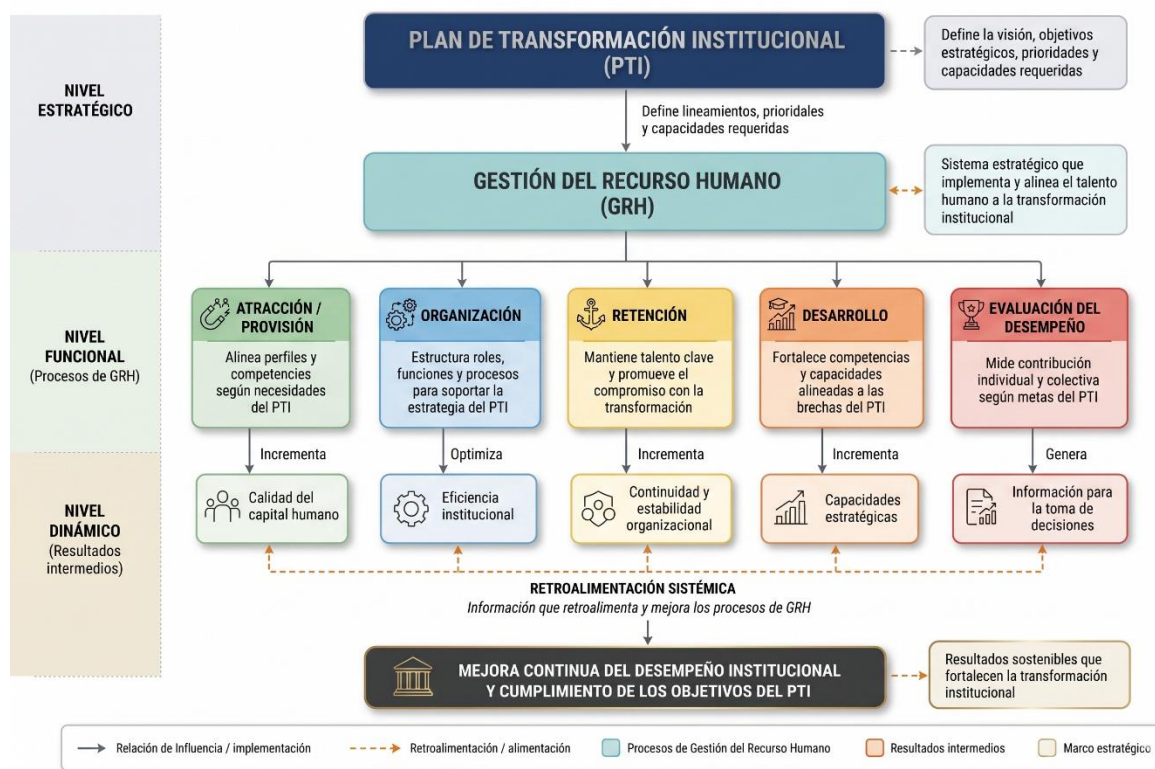 PLAN DE TRANSFORMACIÓN INSTITUCIONAL
(PTI)
Define la visión, objetivos
estratégicos, prioridades y
capacidades requeridas
NIVEL
ESTRATÉGICO
Define lineamientos, prioridales
y capacidades requeridas
GESTIÓN DEL RECURSO HUMANO
(GRH)
Sistema estratégico que
implementa y alinea el talento
humano a la transformación
institucional
NIVEL
FUNCIONAL
(Procesos de GRH)
ATRACCIÓN /
PROVISIÓN
Alinea perfiles y
competencies
según necesidades
del PTI
ORGANIZACIÓN
Estructura roles,
funciones y procesos
para soportar la
estrategia del PTI
RETENCIÓN
Mantiene talento clave
y promueve el
compromiso con la
transformación
DESARROLLO
Fortalece competencias
y capacidades
alineadas a las
brechas del PTI
EVALUACIÓN DEL
DESEMPEÑO
Mide contribución
individual y colectiva
según metas del PTI
Incrementa
Optimiza
Incrementa
Incrementa
Genera
NIVEL
DINÁMICO
(Resultados
intermedios)
Calidad del
capital humano
Eficiencia
institucional
Continuidad y
estabilidad
organizacional
Capacidades
estratégicas
Información para
la toma de
decisiones
RETROALIMENTACIÓN SISTÉMICA
Información que retroalimenta y mejora los procesos de GRH
MEJORA CONTINUA DEL DESEMPEÑO INSTITUCIONAL
Y CUMPLIMIENTO DE LOS OBJETIVOS DEL PTI
Resultados sostenibles que
fortalecen la transformación
institucional
Relación de Influencia / implementación
Retroalimentación / alimentación
Procesos de Gestión del Recurso Humano
Resultados intermedios
Marco estratégico